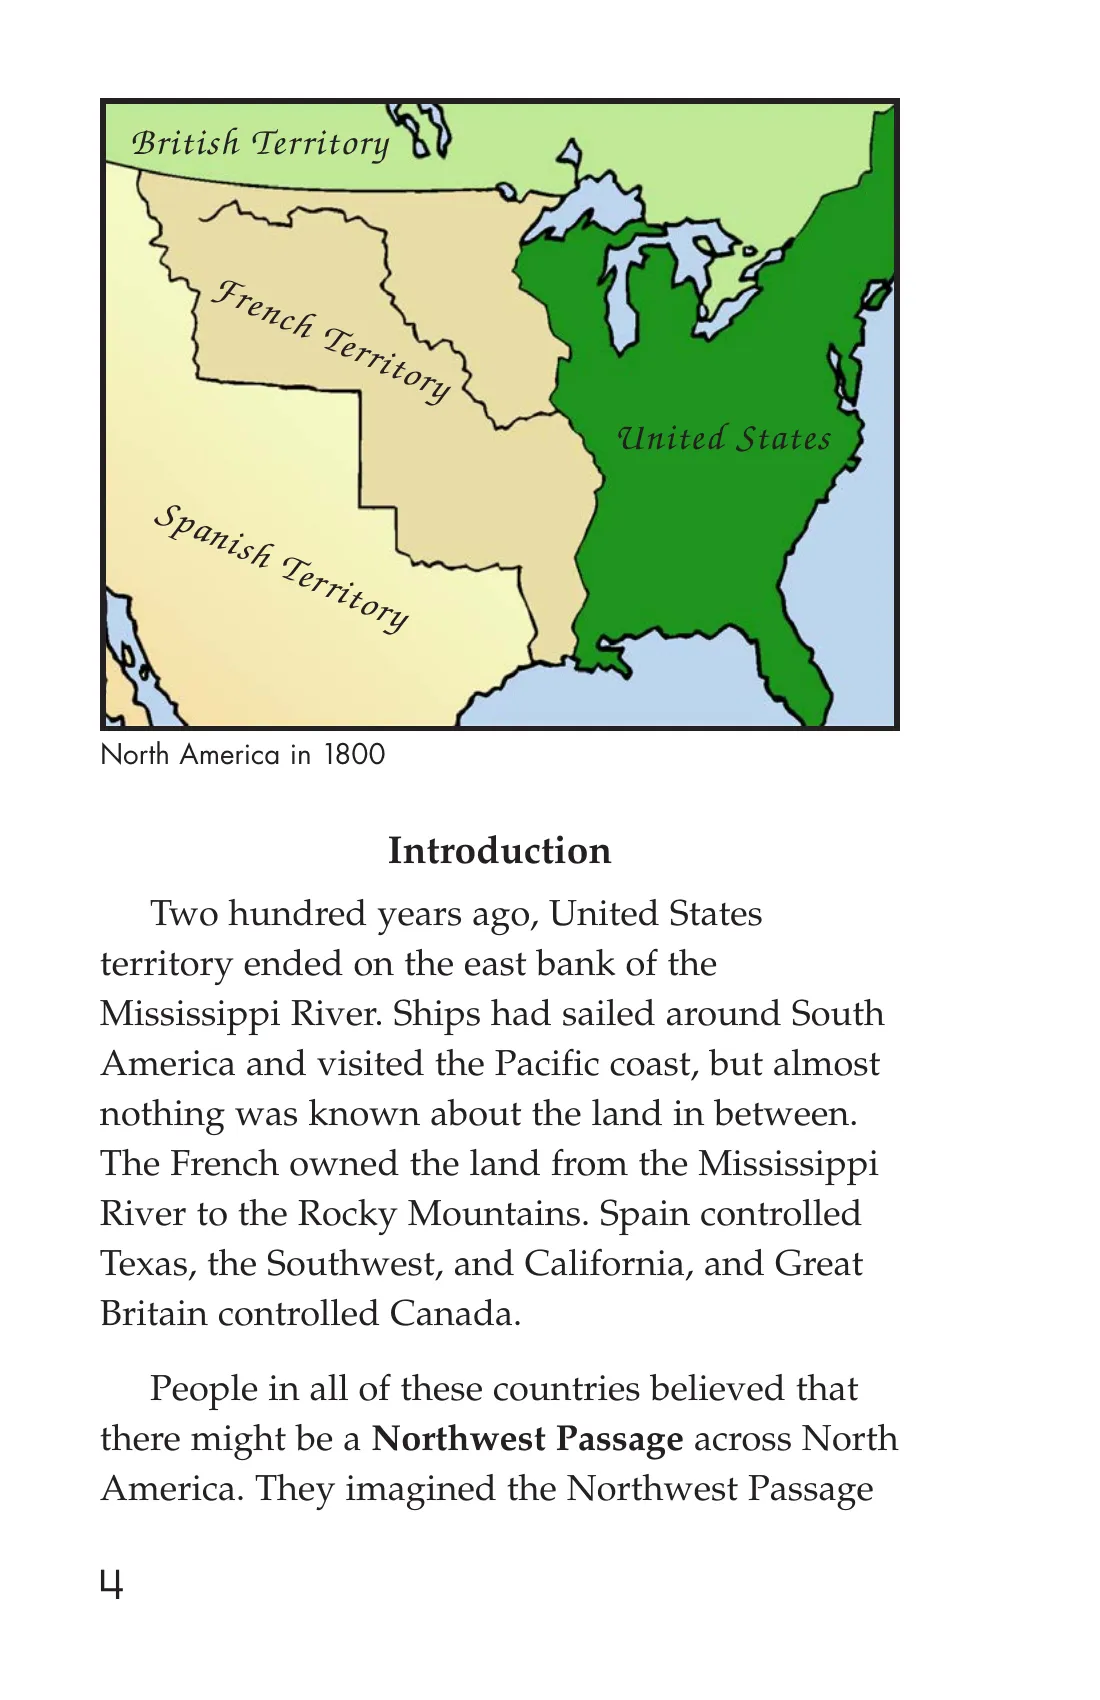 British Territory
French Territory
United States
Spanish Territory
North America in 1800
Introduction
Two hundred years ago, United States
territory ended on the east bank of the
Mississippi River. Ships had sailed around South
America and visited the Pacific coast, but almost
nothing was known about the land in between.
The French owned the land from the Mississippi
River to the Rocky Mountains. Spain controlled
Texas, the Southwest, and California, and Great
Britain controlled Canada.
People in all of these countries believed that
there might be a Northwest Passage across North
America. They imagined the Northwest Passage
4